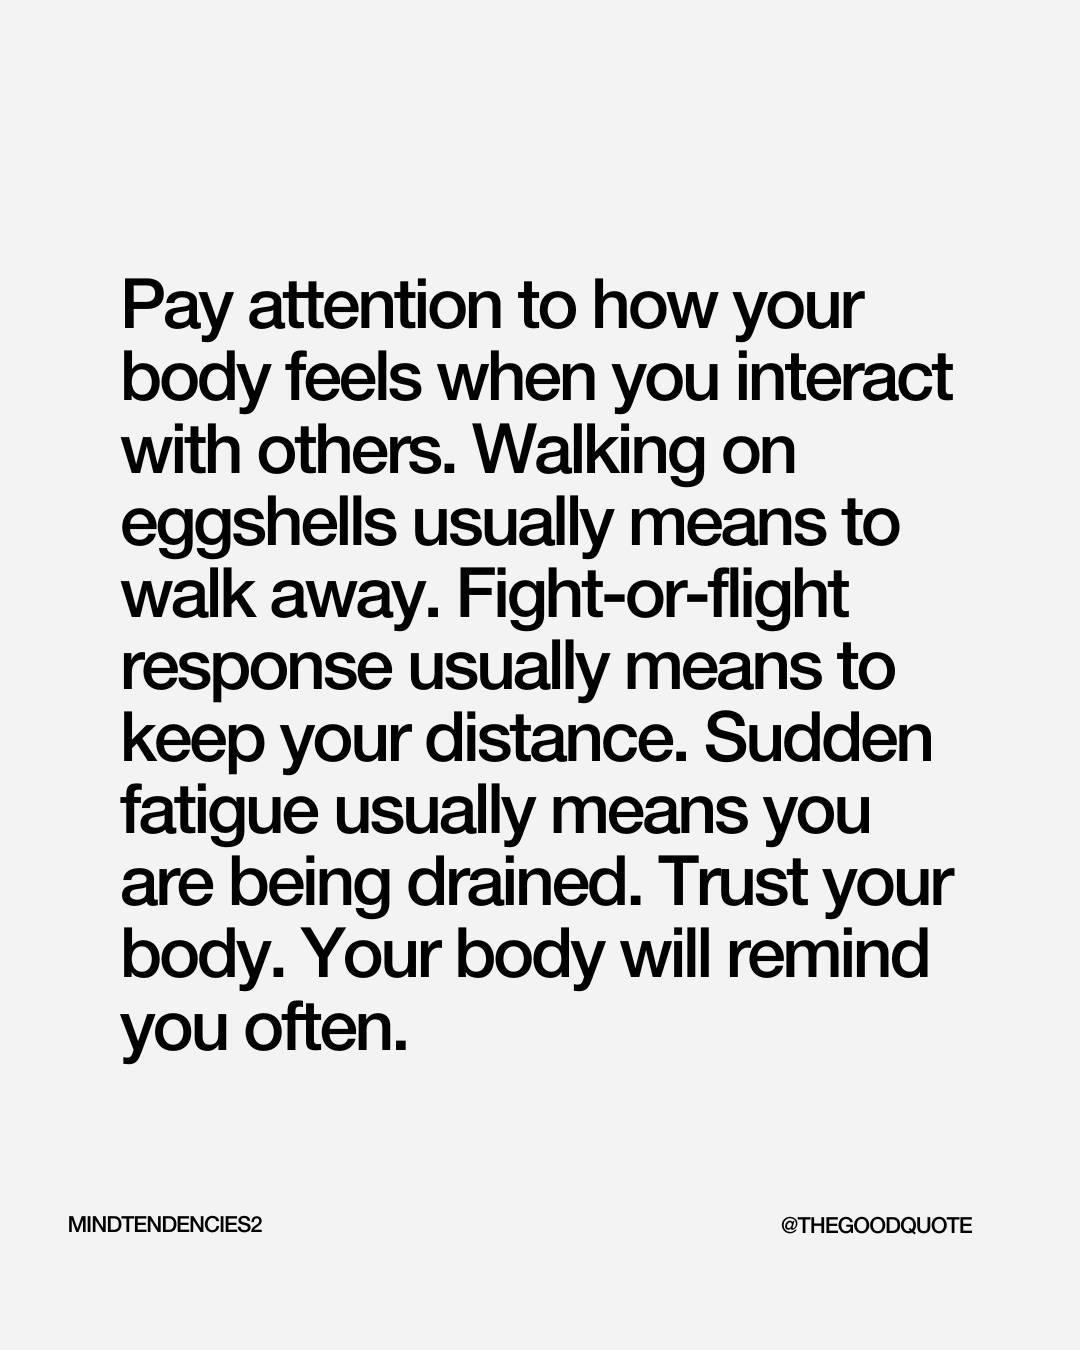 Pay attention to how your
body feels when you interact
with others. Walking on
eggshells usually means to
walk away. Fight-or-flight
response usually means to
keep your distance. Sudden
fatigue usually means you
are being drained. Trust your
body. Your body will remind
you often.
MINDTENDENCIES2
@THEGOODQUOTE